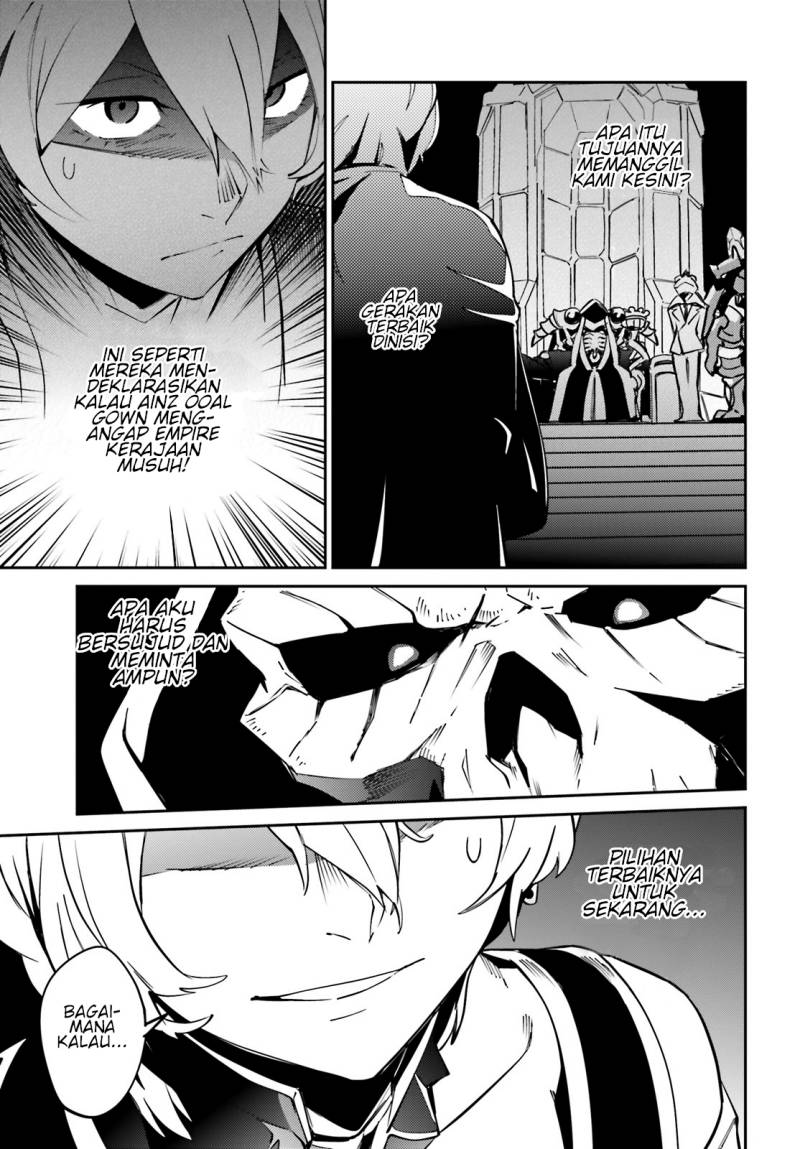 APA ITU
TUJUANNYA
MEMANGGIL
KAMI KESINI?
APA
GERAKAN
TERBAIK
DINISI?
INI SEPERTI
MEREKA MEN-
DEKLARASIKAN
KALAU AINZ OOAL
GOWN MENG-
ANGAP EMPIRE
KERAJAAN
MUSUH!
APA AKU
HARUS
BERSUJUD DAN
MEMINTA
AMPUN?
PILIHAN
TERBAIKNYA
UNTUK
SEKARANG...
BAGAI-
MANA
KALAU...